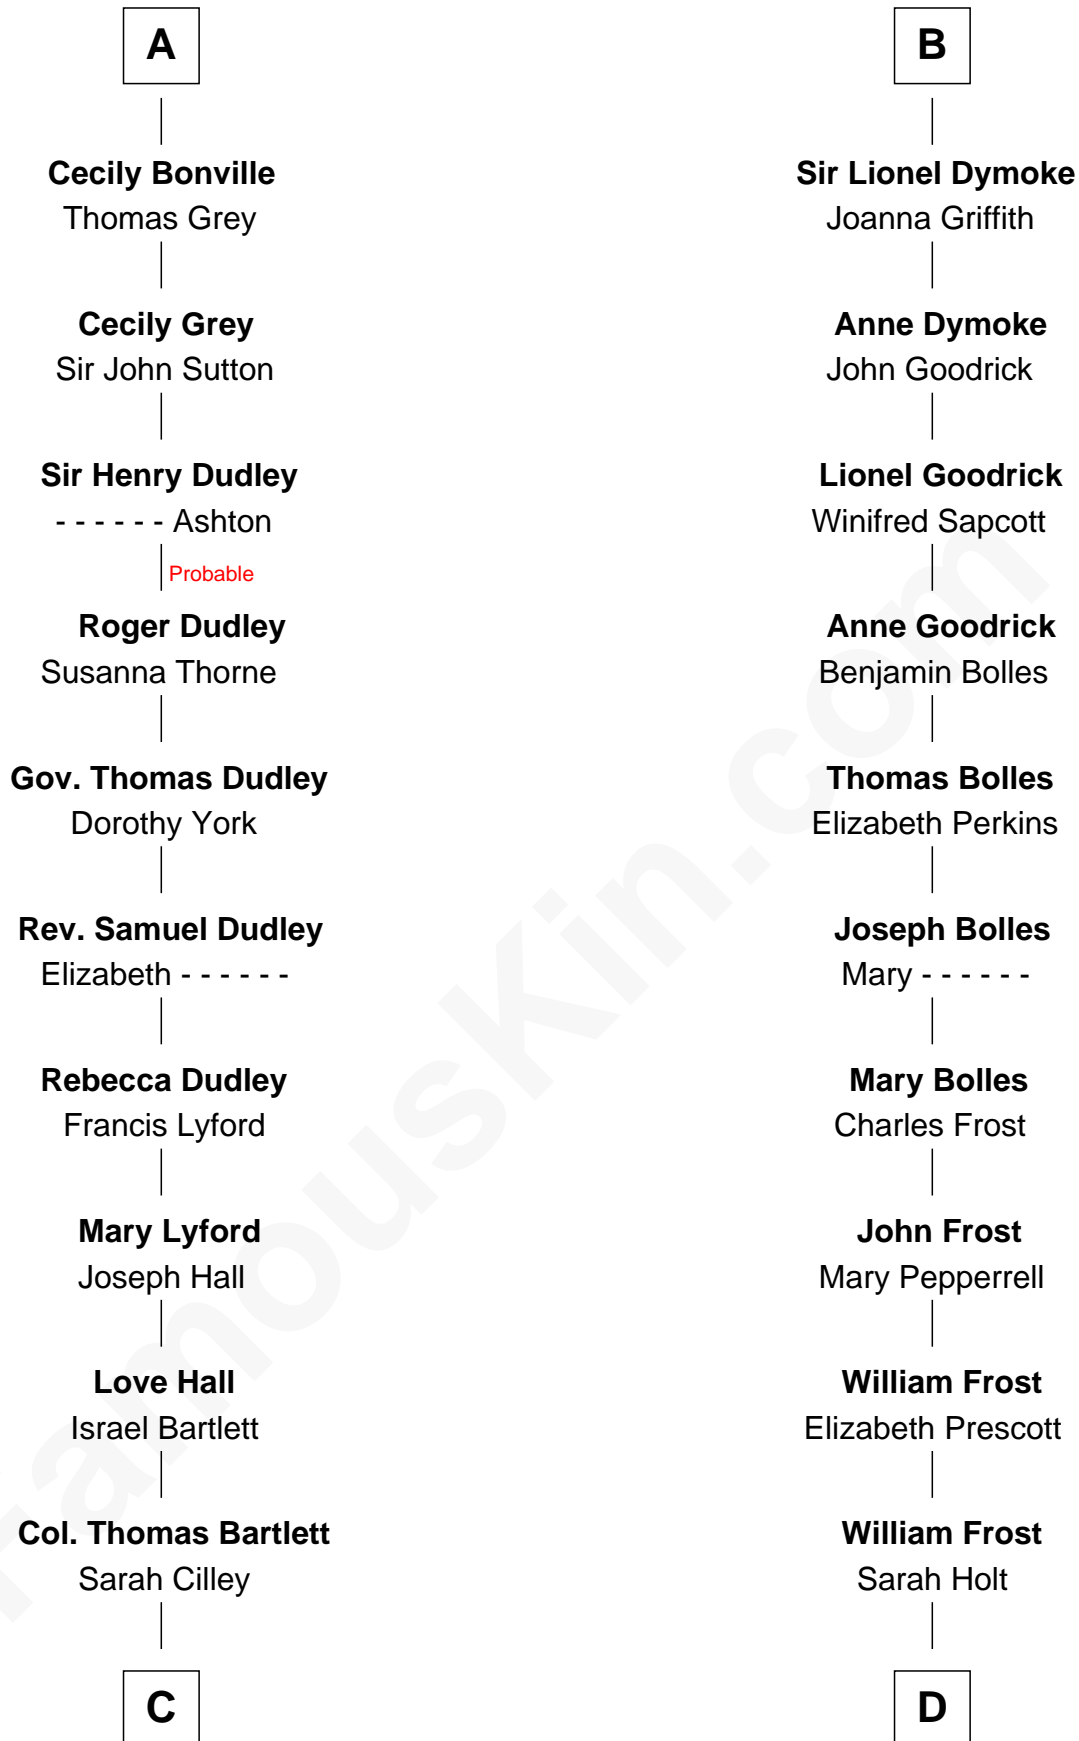 A
Cecily Bonville
Thomas Grey
Cecily Grey
Sir John Sutton
Sir Henry Dudley
- - - - - - Ashton
Probable
Roger Dudley
Susanna Thorne
Gov. Thomas Dudley
Dorothy York
Rev. Samuel Dudley
Elizabeth - - - - - -
Rebecca Dudley
Francis Lyford
Mary Lyford
Joseph Hall
Love Hall
Israel Bartlett
Col. Thomas Bartlett
Sarah Cilley
C
B
Sir Lionel Dymoke
Joanna Griffith
Anne Dymoke
John Goodrick
Lionel Goodrick
Winifred Sapcott
Anne Goodrick
Benjamin Bolles
Thomas Bolles
Elizabeth Perkins
Joseph Bolles
Mary - - - - - -
Mary Bolles
Charles Frost
John Frost
Mary Pepperrell
William Frost
Elizabeth Prescott
William Frost
Sarah Holt
D
FamousKin.com